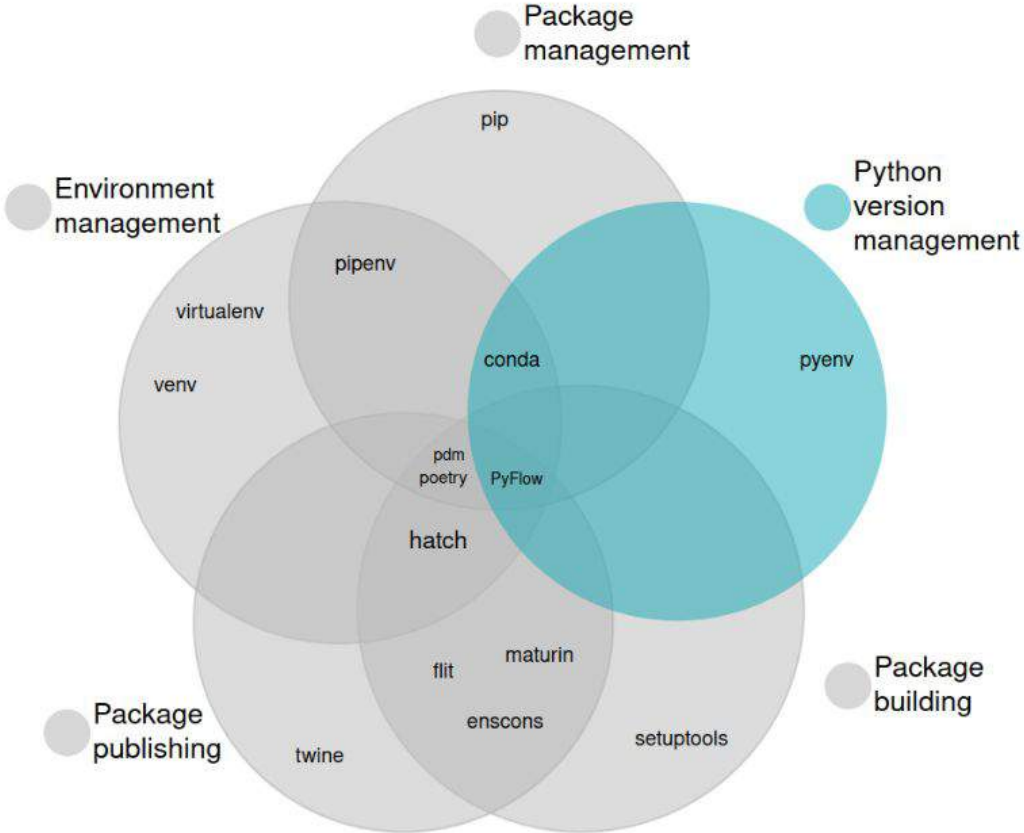 Package
management
pip
Environment
management
Python
version
management
pipenv
virtualenv
conda
pyenv
venv
pdm
poetry
PyFlow
hatch
maturin
flit
enscons
setuptools
twine
Package
building
Package
publishing